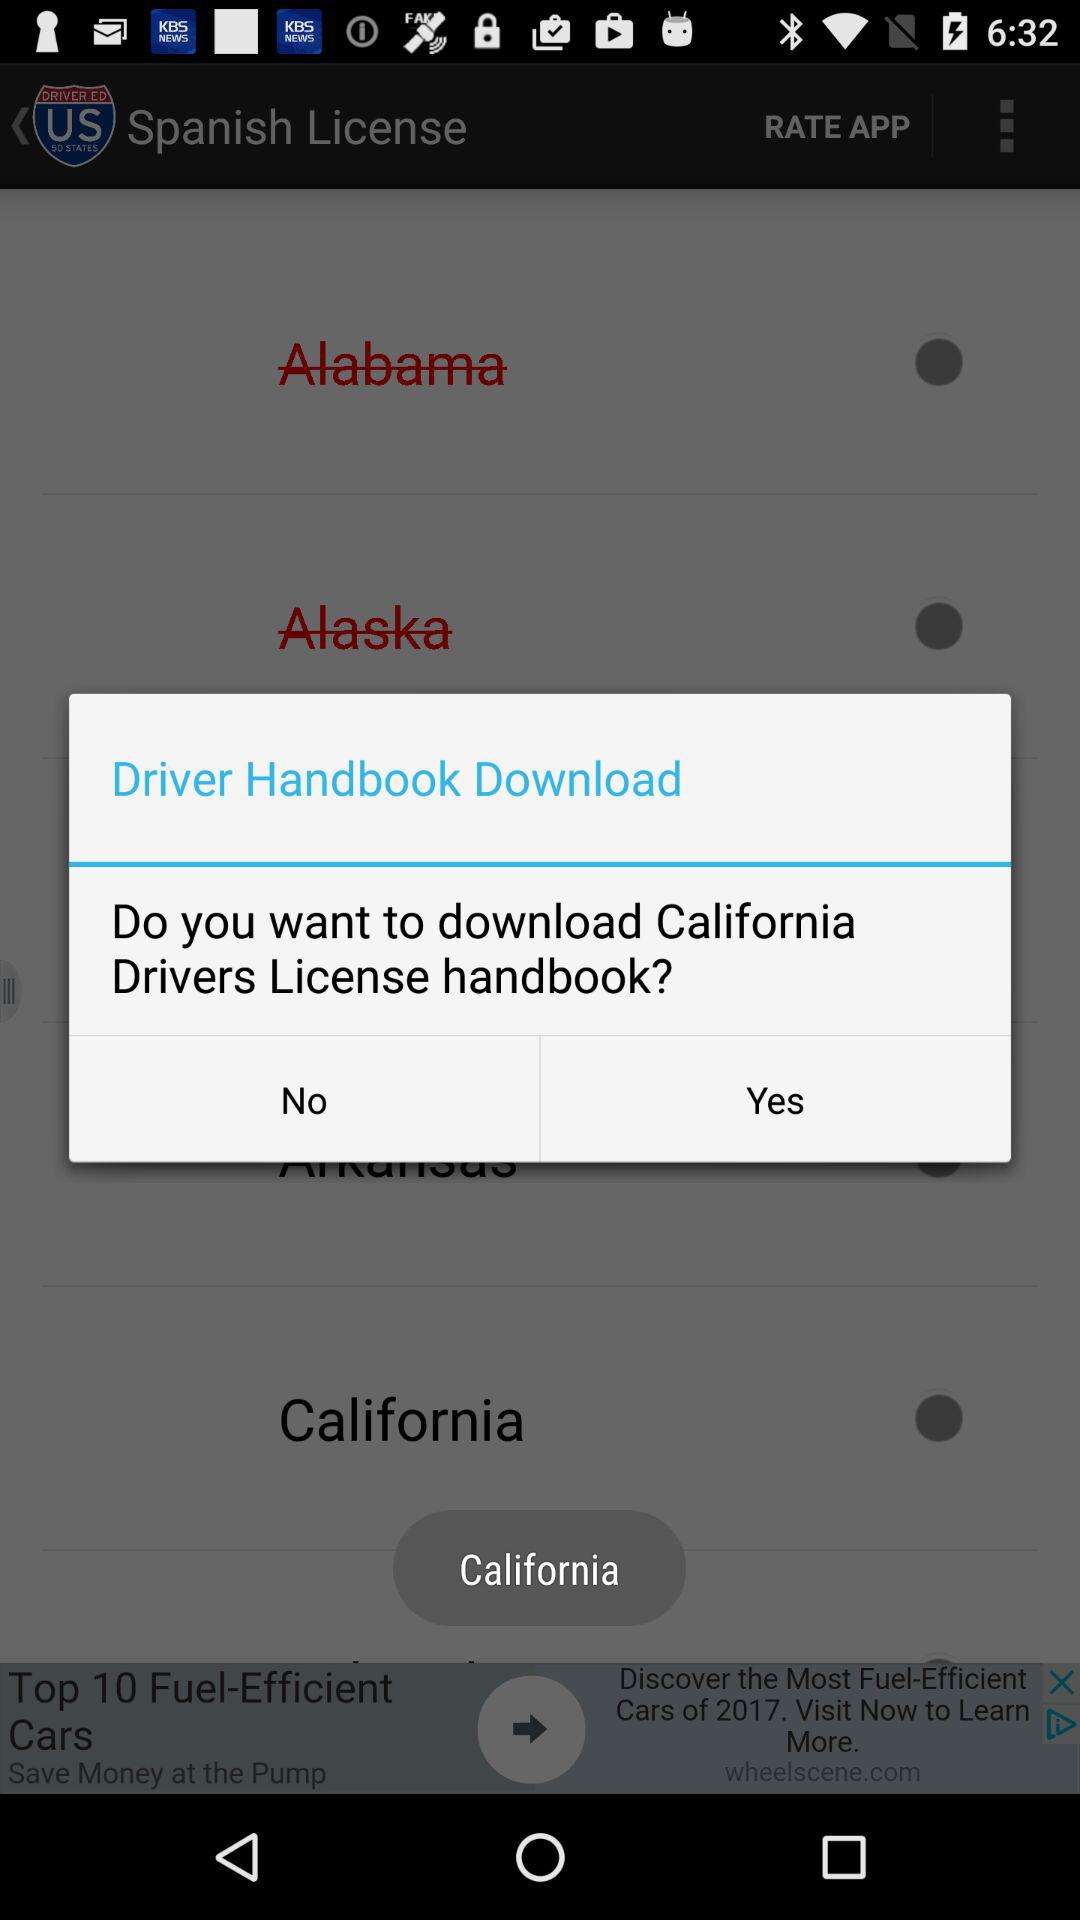 KBS NEWS
KBS NEWS
FAKE
6:32
DRIVER ED
US
50 STATES
Spanish License
RATE APP
Alabama
Alaska
Driver Handbook Download
Do you want to download California
Drivers License handbook?
No
Yes
Arkansas
California
California
Top 10 Fuel-Efficient
Cars
Save Money at the Pump
Discover the Most Fuel-Efficient
Cars of 2017. Visit Now to Learn
More.
wheelscene.com